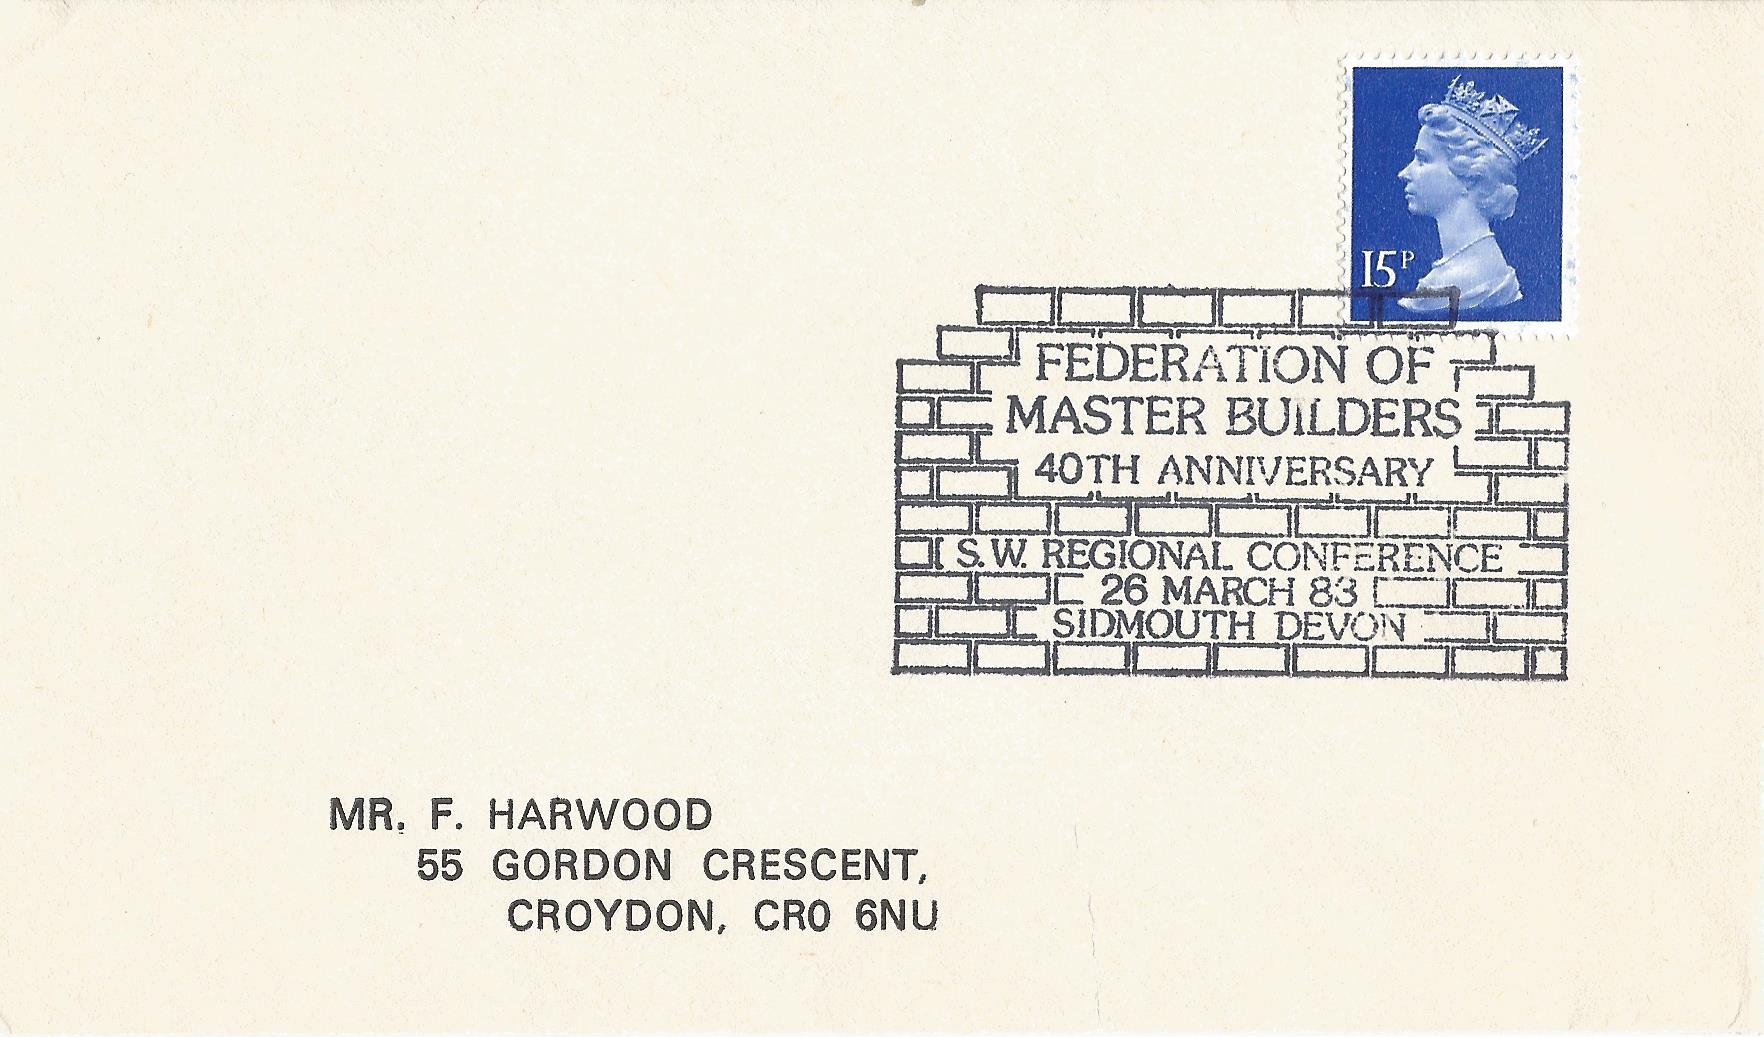 15P
FEDERATION OF
MASTER BUILDERS
40TH ANNIVERSARY
S.W. REGIONAL CONFERENCE
26 MARCH 83
SIDMOUTH DEVON
MR. F. HARWOOD
55 GORDON CRESCENT,
CROYDON, CR0 6NU